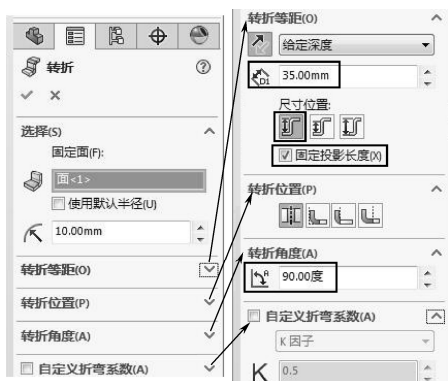 转折
选择(S)
固定面(F):
面<1>
使用默认半径(U)
10.00mm
转折等距(O)
转折位置(P)
转折角度(A)
自定义折弯系数(A)
转折等距(O)
给定深度
D1
35.00mm
尺寸位置:
固定投影长度(X)
转折位置(P)
转折角度(A)
90.00度
自定义折弯系数(A)
K 因子
K
0.5